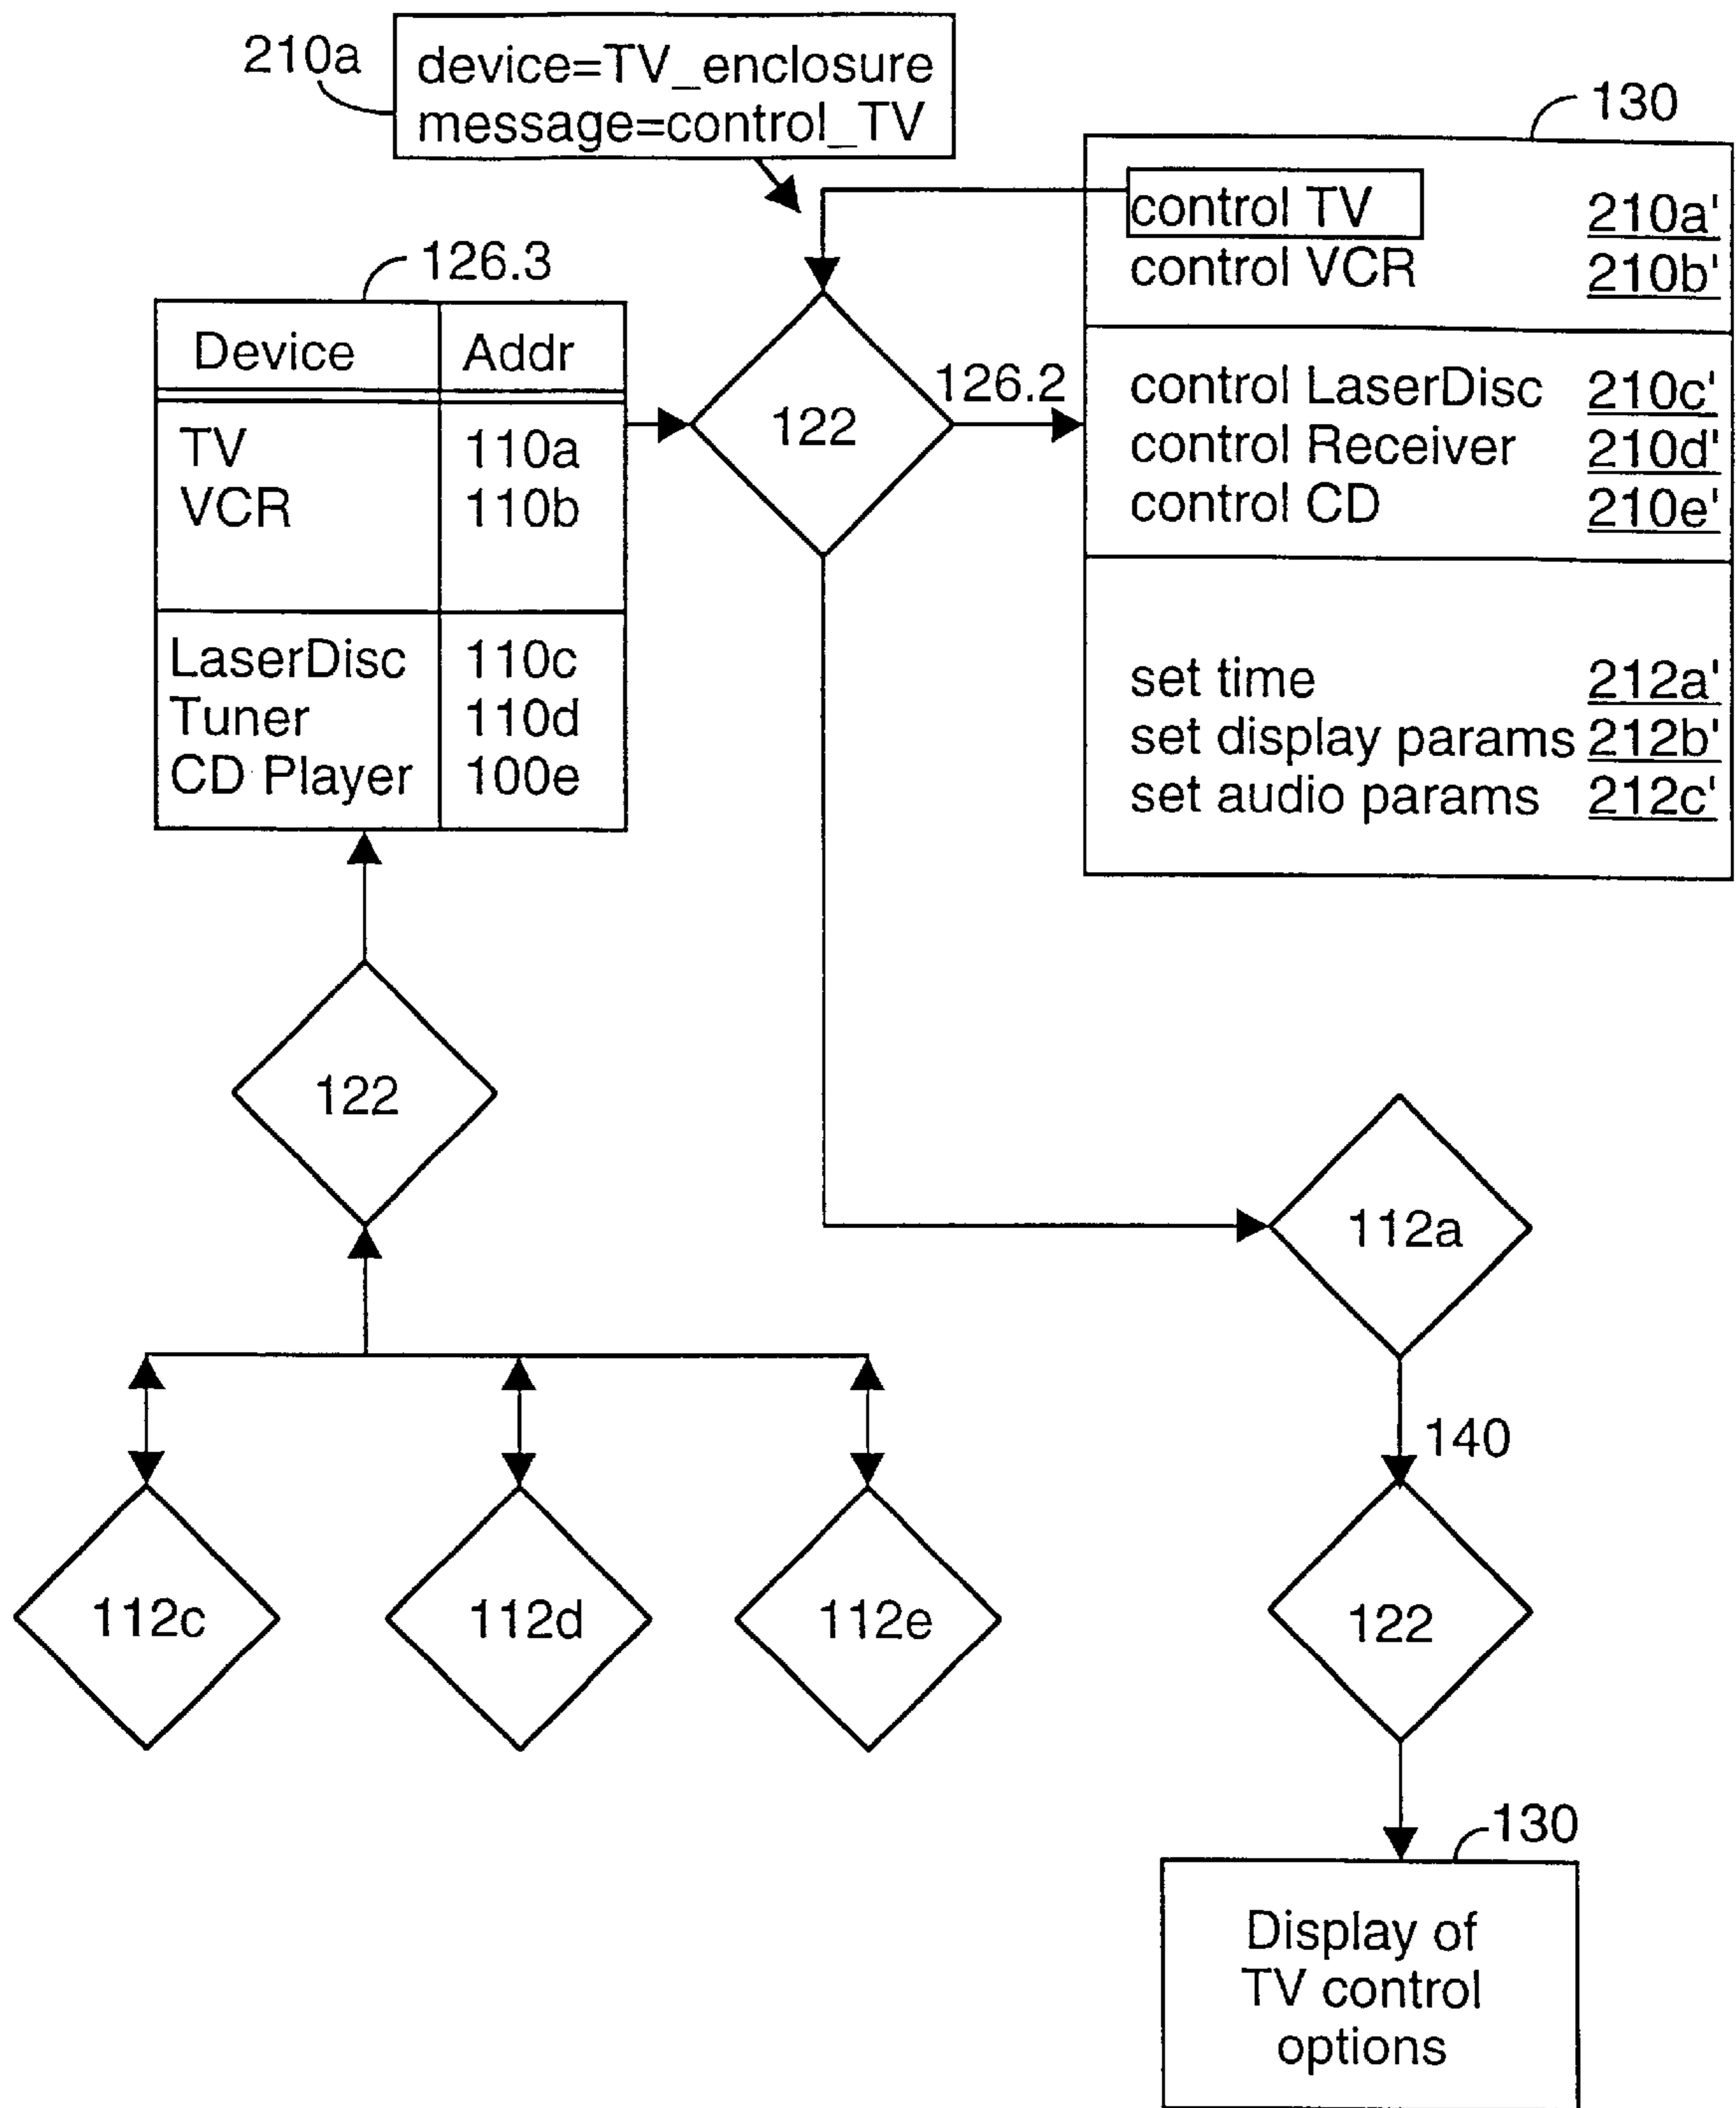 210a
device=TV_enclosure
message=control_TV
130
control TV 210a'
control VCR 210b'
126.3
Device Addr
TV 110a
VCR 110b
LaserDisc 110c
Tuner 110d
CD Player 100e
122
126.2
control LaserDisc 210c'
control Receiver 210d'
control CD 210e'
set time 212a'
set display params 212b'
set audio params 212c'
122
112a
140
112c
112d
112e
122
130
Display of
TV control
options